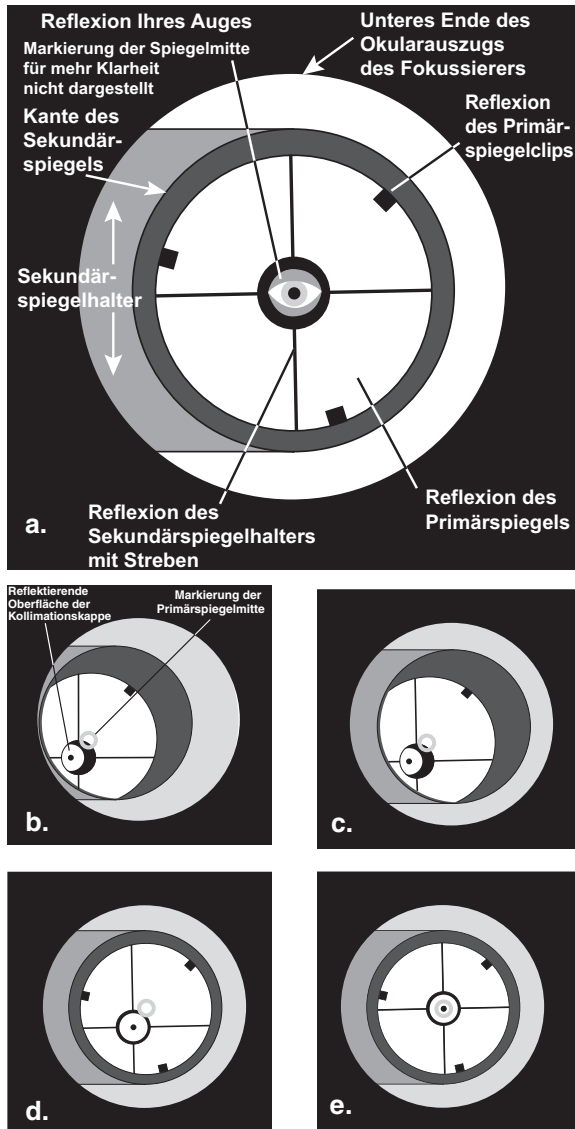 Reflexion Ihres Auges
Markierung der Spiegelmitte
für mehr Klarheit
nicht dargestellt
Unteres Ende des
Okularauszugs
des Fokussierers
Kante des
Sekundär-
spiegels
Reflexion
des Primär-
spiegelclips
Sekundär-
spiegelhalter
Reflexion des
Sekundärspiegelhalters
mit Streben
Reflexion des
Primärspiegels
a.
Reflektierende
Oberfläche der
Kollimationskappe
Markierung der
Primärspiegelmitte
b.
c.
d.
e.